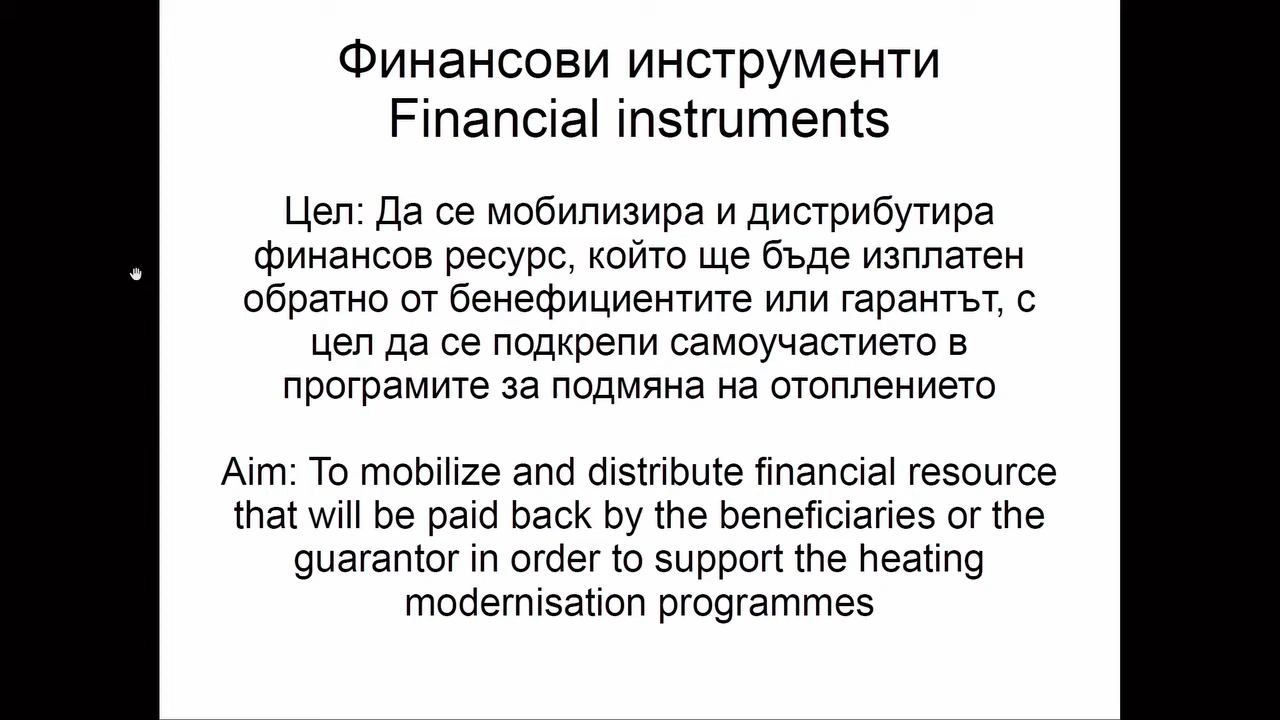 Финансови инструменти
Financial instruments
Цел: Да се мобилизира и дистрибутира
финансов ресурс, който ще бъде изплатен
обратно от бенефициентите или гарантът, с
цел да се подкрепи самоучастието в
програмите за подмяна на отоплението
Aim: To mobilize and distribute financial resource
that will be paid back by the beneficiaries or the
guarantor in order to support the heating
modernisation programmes